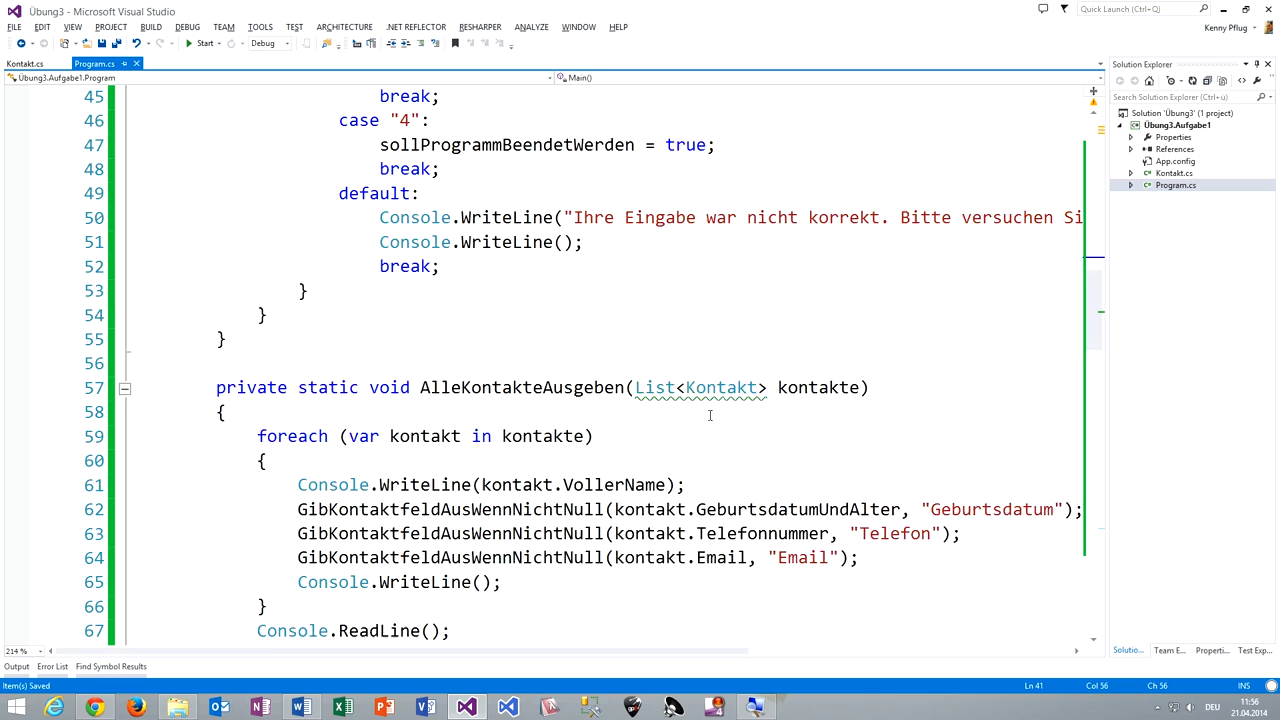 Übung3 - Microsoft Visual Studio
Quick Launch (Ctrl+Q)
FILE EDIT VIEW PROJECT BUILD DEBUG TEAM TOOLS TEST ARCHITECTURE .NET REFLECTOR RESHARPER ANALYZE WINDOW HELP
Kenny Pflug
Start Debug
Kontakt.cs Program.cs
Übung3.Aufgabe1.Program Main()
45 break;
46 case "4":
47 sollProgrammBeendetWerden = true;
48 break;
49 default:
50 Console.WriteLine("Ihre Eingabe war nicht korrekt. Bitte versuchen Si
51 Console.WriteLine();
52 break;
53 }
54 }
55 }
56
57 private static void AlleKontakteAusgeben(List<Kontakt> kontakte)
58 {
59 foreach (var kontakt in kontakte)
60 {
61 Console.WriteLine(kontakt.VollerName);
62 GibKontaktfeldAusWennNichtNull(kontakt.GeburtsdatumUndAlter, "Geburtsdatum");
63 GibKontaktfeldAusWennNichtNull(kontakt.Telefonnummer, "Telefon");
64 GibKontaktfeldAusWennNichtNull(kontakt.Email, "Email");
65 Console.WriteLine();
66 }
67 Console.ReadLine();
214 %
Solution Explorer
Search Solution Explorer (Ctrl+ü)
Solution 'Übung3' (1 project)
Übung3.Aufgabe1
Properties
References
App.config
Kontakt.cs
Program.cs
Solutio... Team E... Properti... Test Exp...
Output Error List Find Symbol Results
Item(s) Saved Ln 41 Col 56 Ch 56 INS
DEU
11:56
21.04.2014